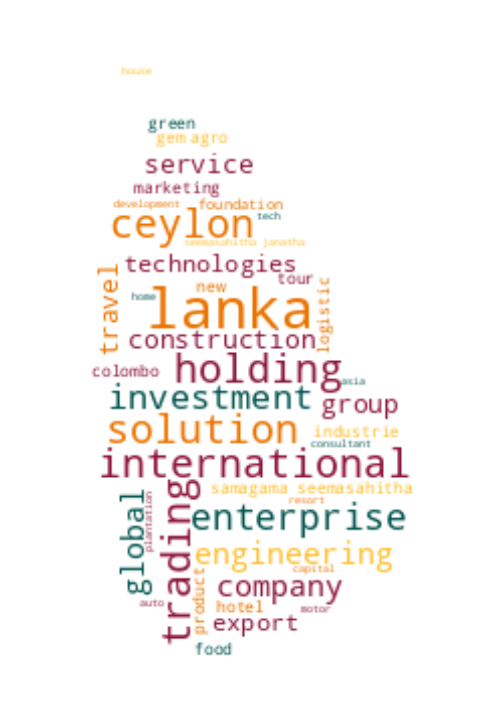 house
green
gem agro
service
marketing
development foundation
ceylon tech
seemasahitha janatha
technologies
travel
tour
new
home
lanka
logistic
construction
holding
colombo
asia
investment
group
solution
industrie
consultant
international
samagama seemasahitha
global
plantation
trading
resort
enterprise
engineering
capital
company
product
auto
hotel
motor
export
food